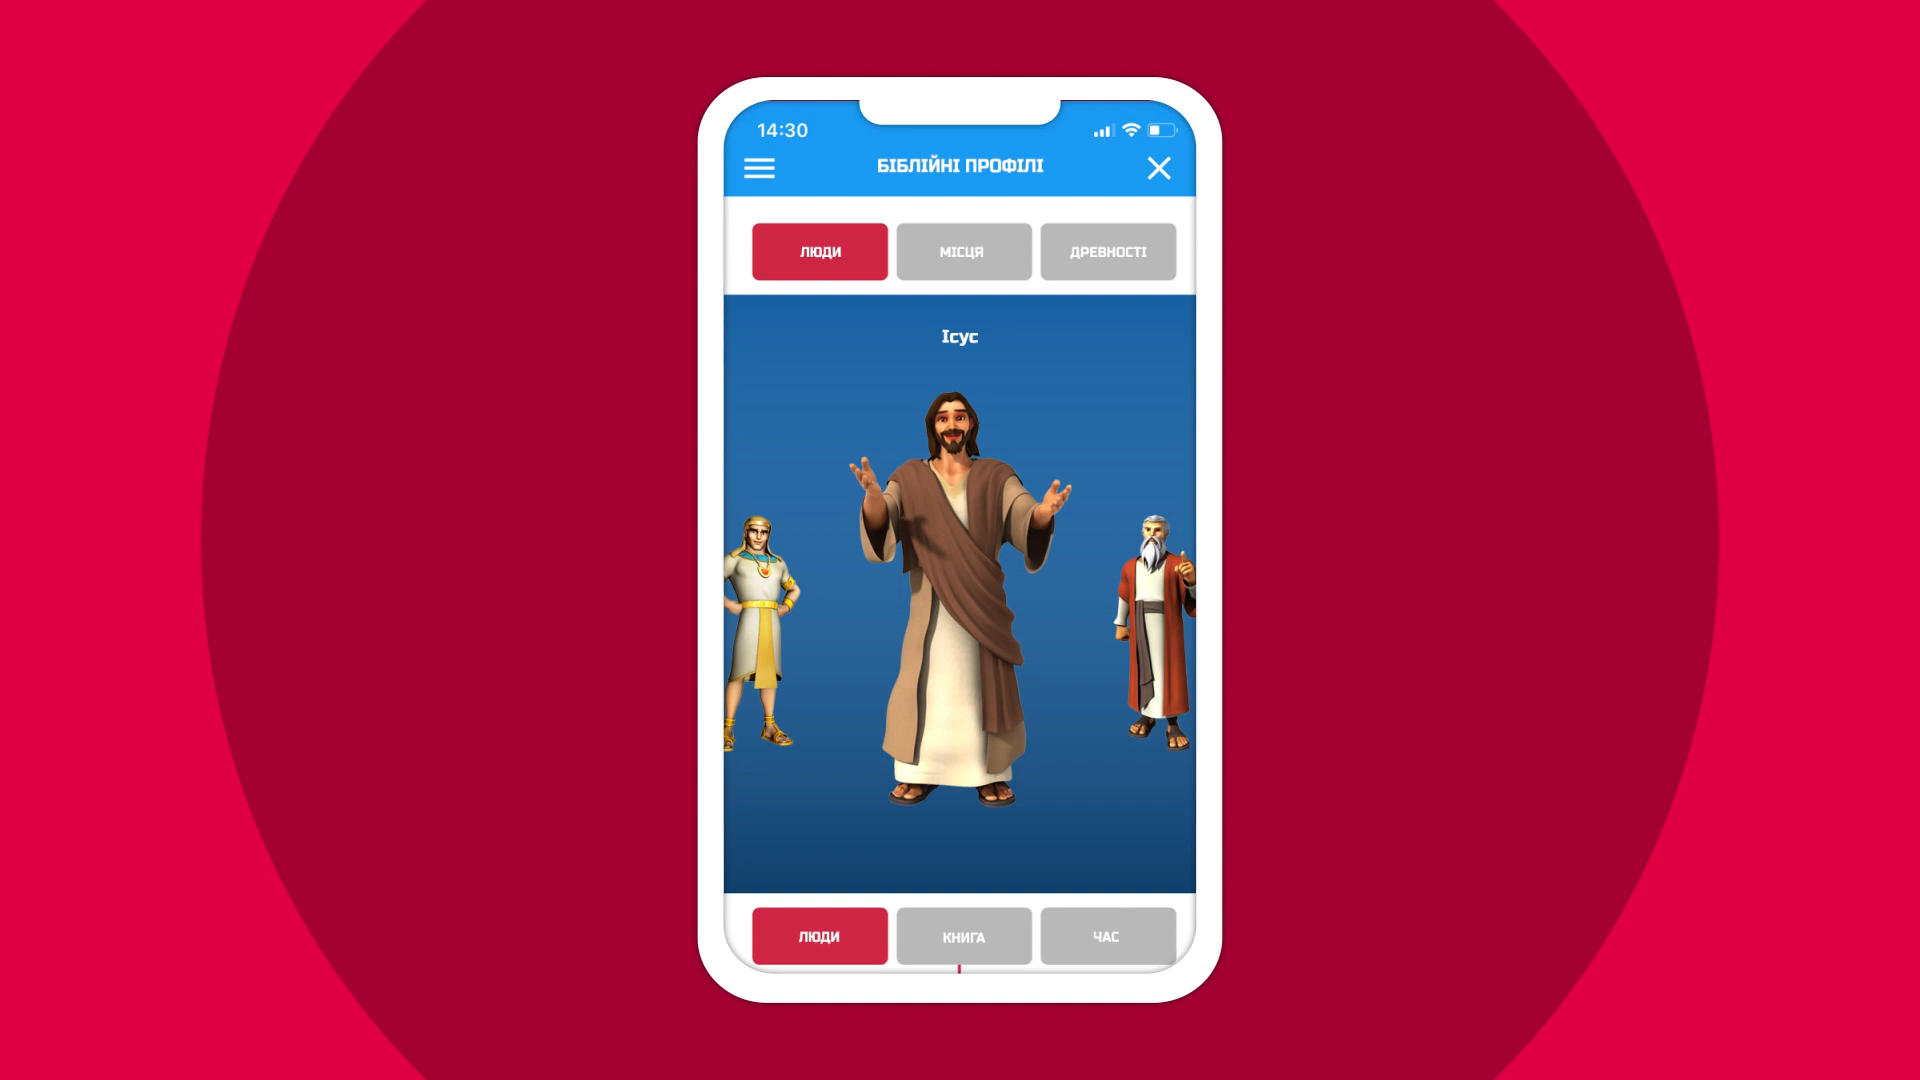 14:30
БІБЛІЙНІ ПРОФІЛІ
ЛЮДИ
МІСЦЯ
ДРЕВНОСТІ
Ісус
ЛЮДИ
КНИГА
ЧАС